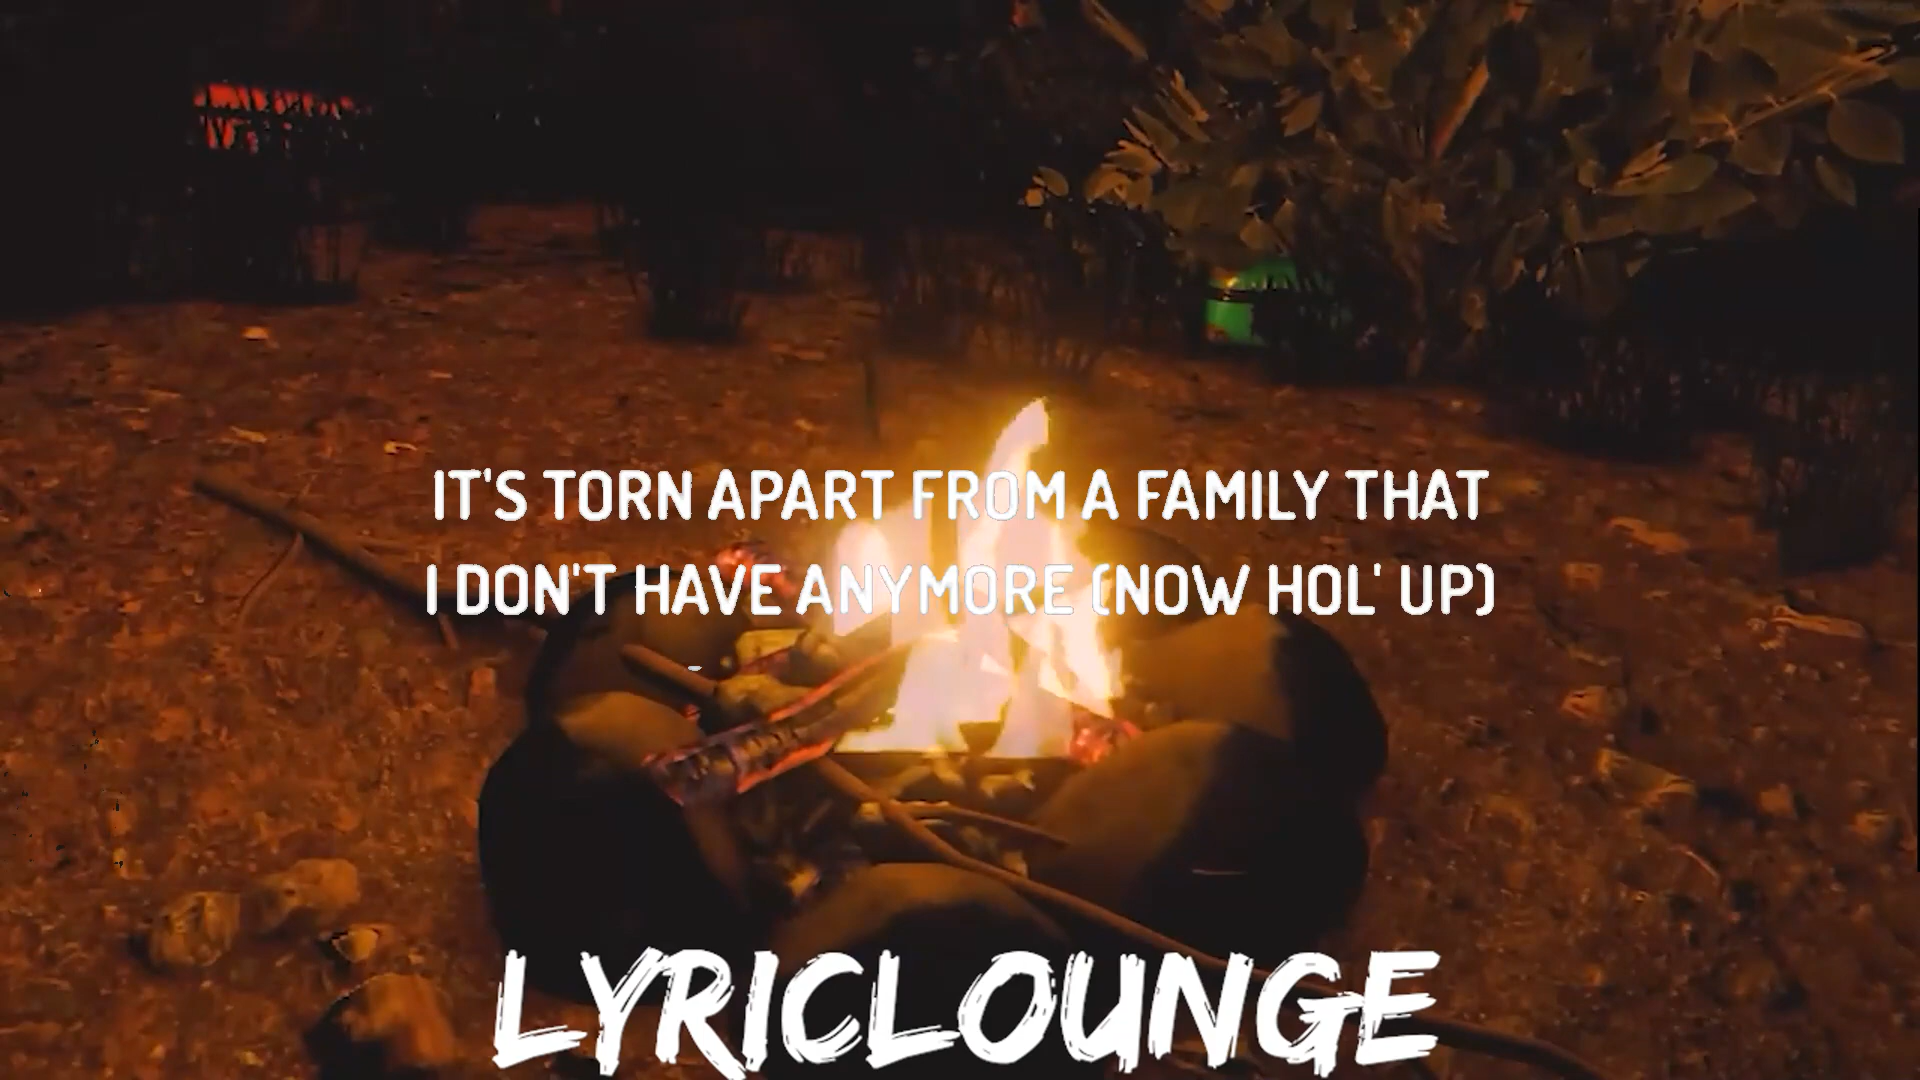 IT'S TORN APART FROM A FAMILY THAT
I DON'T HAVE ANYMORE (NOW HOL' UP)
LYRICLOUNGE